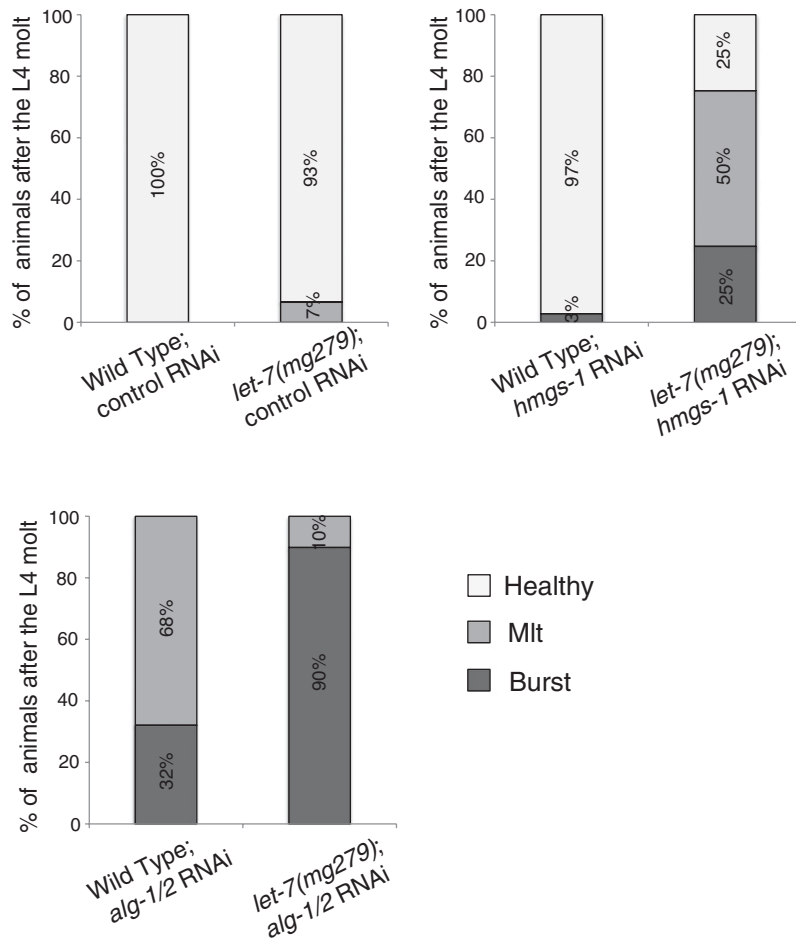 % of animals after the L4 molt
100
80
60
40
20
0
100%
93%
7%
Wild Type;
control RNAi
let-7(mg279);
control RNAi
% of animals after the L4 molt
100
80
60
40
20
0
97%
3%
25%
50%
25%
Wild Type;
hmgs-1 RNAi
let-7(mg279);
hmgs-1 RNAi
% of animals after the L4 molt
100
80
60
40
20
0
68%
32%
10%
90%
Wild Type;
alg-1/2 RNAi
let-7(mg279);
alg-1/2 RNAi
Healthy
Mlt
Burst